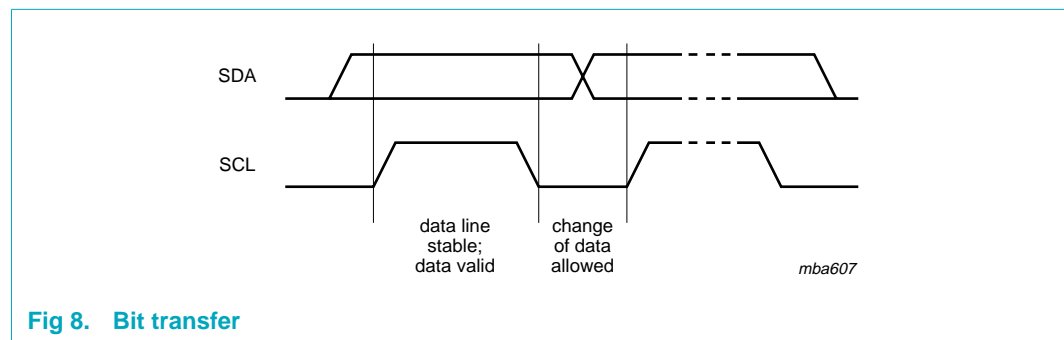 SDA
SCL
data line
stable;
data valid
change
of data
allowed
mba607
Fig 8. Bit transfer